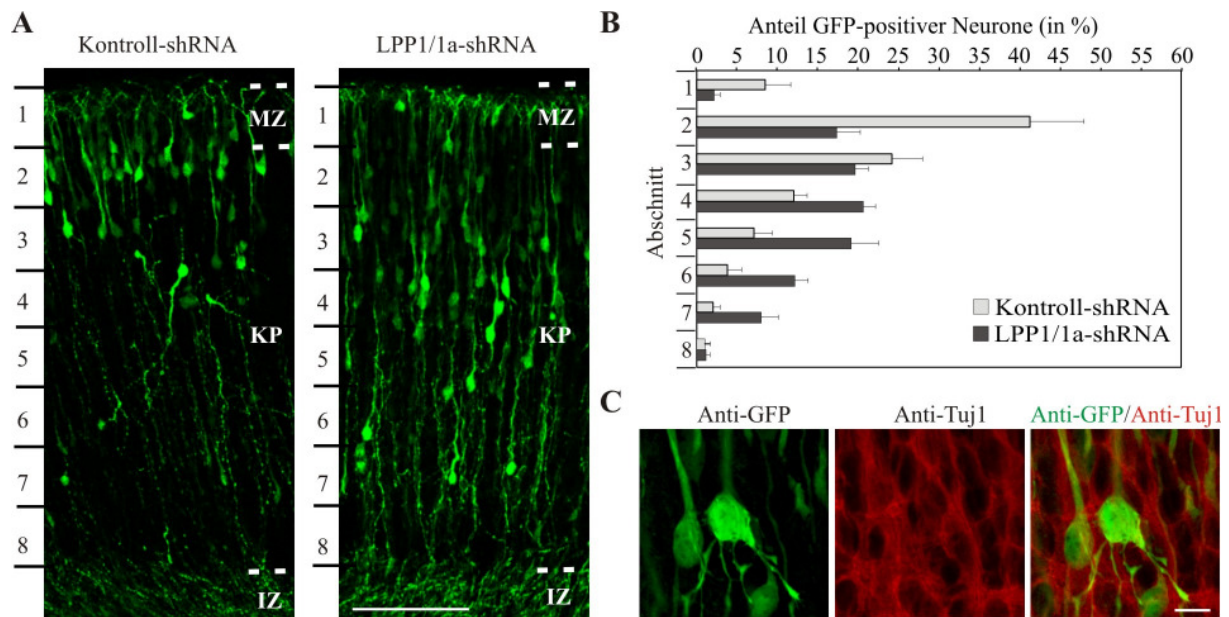 A
Kontroll-shRNA
LPP1/1a-shRNA
1
2
3
4
5
6
7
8
MZ
KP
IZ
1
2
3
4
5
6
7
8
MZ
KP
IZ
B
Anteil GFP-positiver Neurone (in %)
0 5 10 15 20 25 30 35 40 45 50 55 60
Abschnitt
1
2
3
4
5
6
7
8
Kontroll-shRNA
LPP1/1a-shRNA
C
Anti-GFP
Anti-Tuj1
Anti-GFP/Anti-Tuj1